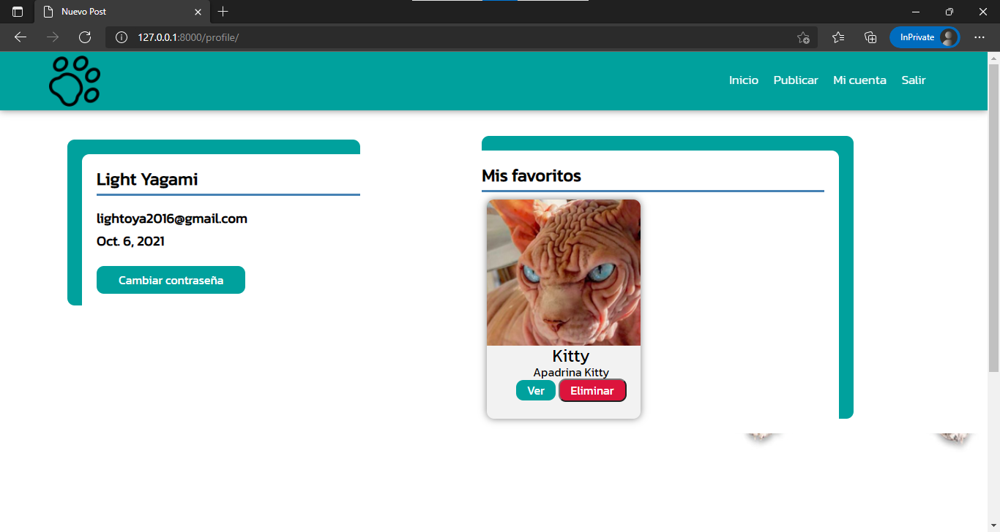 Nuevo Post
127.0.0.1:8000/profile/
InPrivate
Inicio Publicar Mi cuenta Salir
Light Yagami
lightoya2016@gmail.com
Oct. 6, 2021
Cambiar contraseña
Mis favoritos
Kitty
Apadrina Kitty
Ver Eliminar